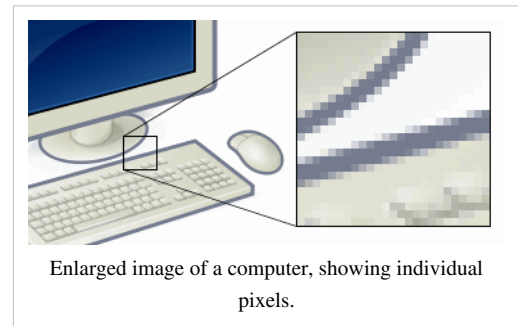 Enlarged image of a computer, showing individual
pixels.